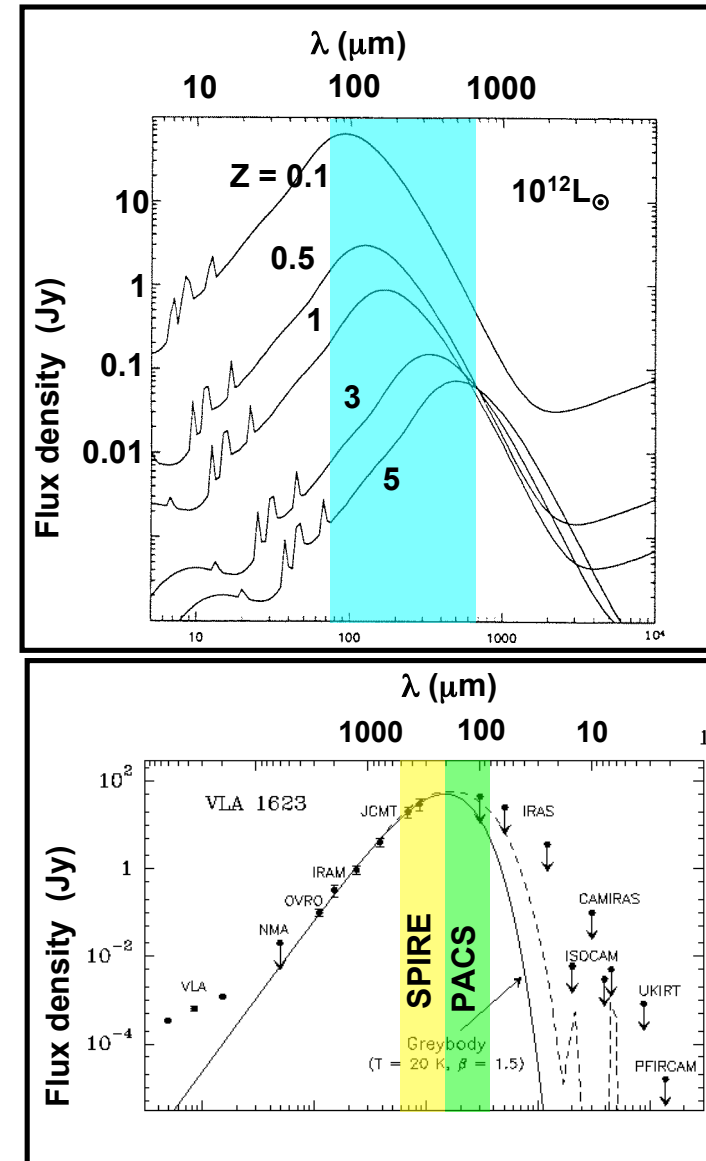 λ (μm)
10 100 1000
Flux density (Jy)
10
1
0.1
0.01
Z = 0.1
0.5
1
3
5
10¹²L⊙
10 100 1000 10⁴
λ (μm)
1000 100 10 1
Flux density (Jy)
10²
1
10⁻²
10⁻⁴
VLA 1623
JCMT
IRAS
IRAM
OVRO
CAMIRAS
NMA
ISOCAM
VLA
UKIRT
SPIRE
PACS
Greybody
(T = 20 K, β = 1.5)
PFIRCAM